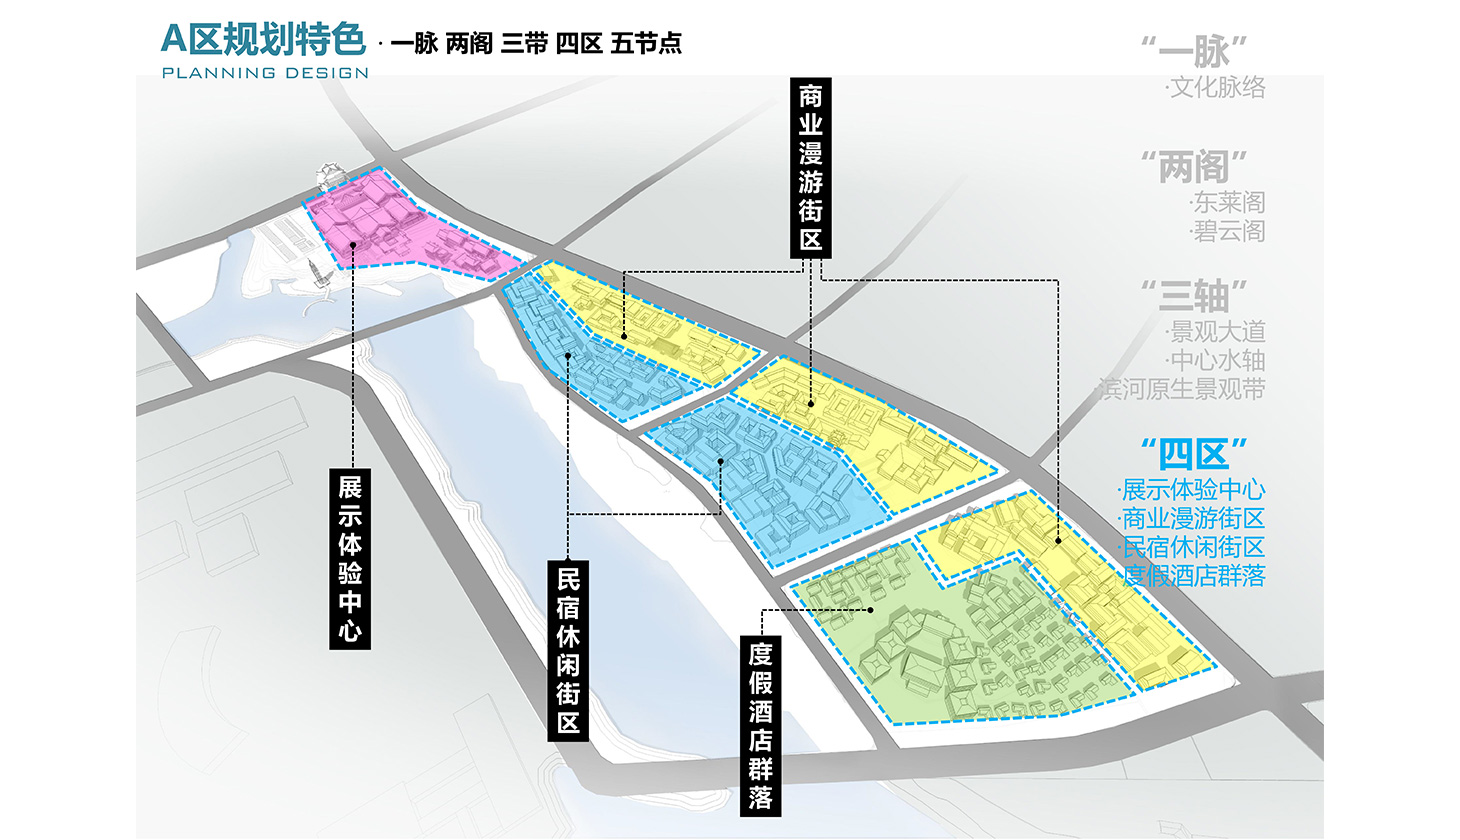 A区规划特色 · 一脉 两阁 三带 四区 五节点
PLANNING DESIGN
“一脉”
·文化脉络
“两阁”
·东莱阁
·碧云阁
“三轴”
·景观大道
·中心水轴
·滨河原生景观带
“四区”
·展示体验中心
·商业漫游街区
·民宿休闲街区
·度假酒店群落
商业漫游街区
展示体验中心
民宿休闲街区
度假酒店群落